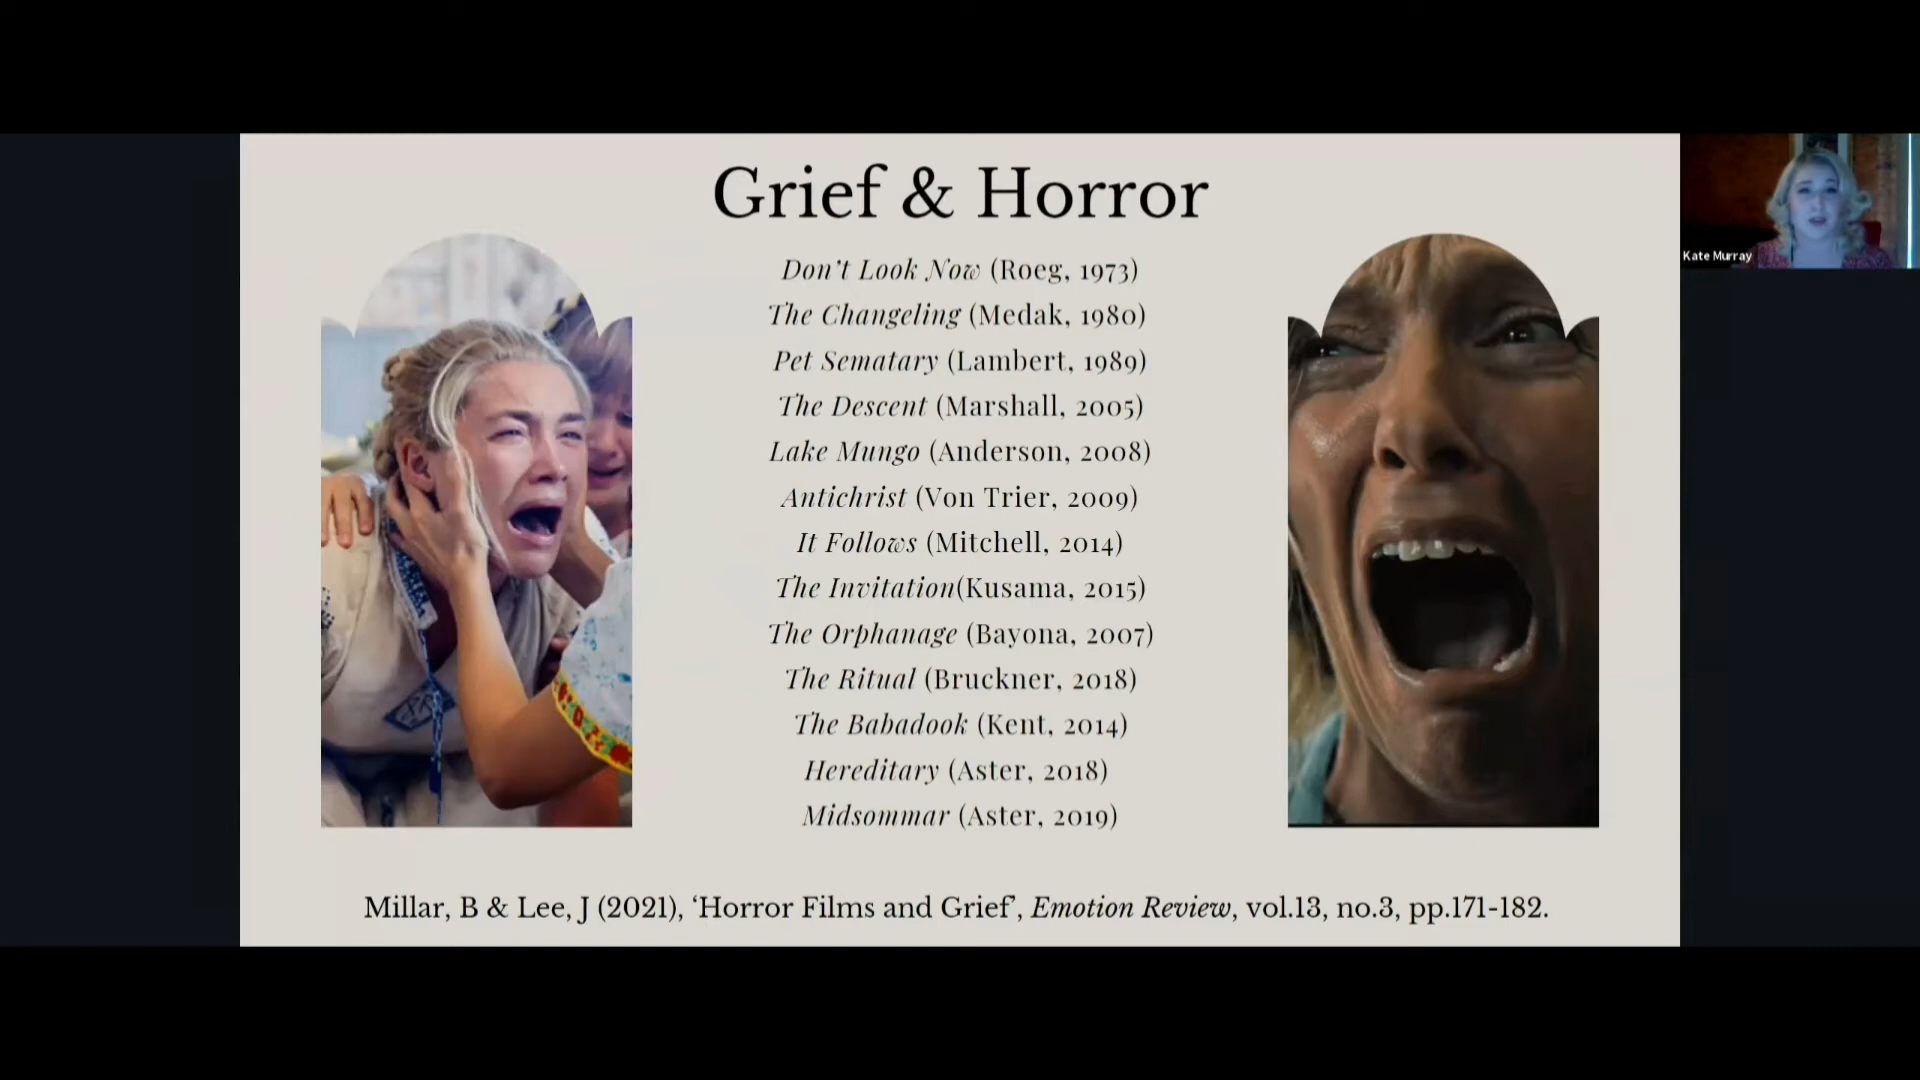 Grief & Horror
Don't Look Now (Roeg, 1973)
The Changeling (Medak, 1980)
Pet Sematary (Lambert, 1989)
The Descent (Marshall, 2005)
Lake Mungo (Anderson, 2008)
Antichrist (Von Trier, 2009)
It Follows (Mitchell, 2014)
The Invitation(Kusama, 2015)
The Orphanage (Bayona, 2007)
The Ritual (Bruckner, 2018)
The Babadook (Kent, 2014)
Hereditary (Aster, 2018)
Midsommar (Aster, 2019)
Millar, B & Lee, J (2021), ‘Horror Films and Grief’, Emotion Review, vol.13, no.3, pp.171-182.
Kate Murray